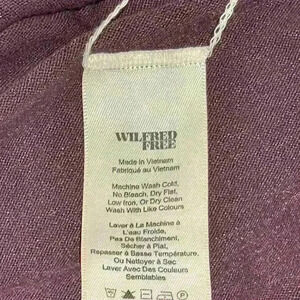 WILFRED
FREE
Made in Vietnam
Fabriqué au Vietnam
Machine Wash Cold,
No Bleach, Dry Flat,
Low Iron, Or Dry Clean
Wash With Like Colours
Laver À La Machine À
L'eau Froide,
Pas De Blanchiment,
Sécher À Plat,
Repasser À Basse Température,
Ou Nettoyer À Sec
Laver Avec Des Couleurs
Semblables